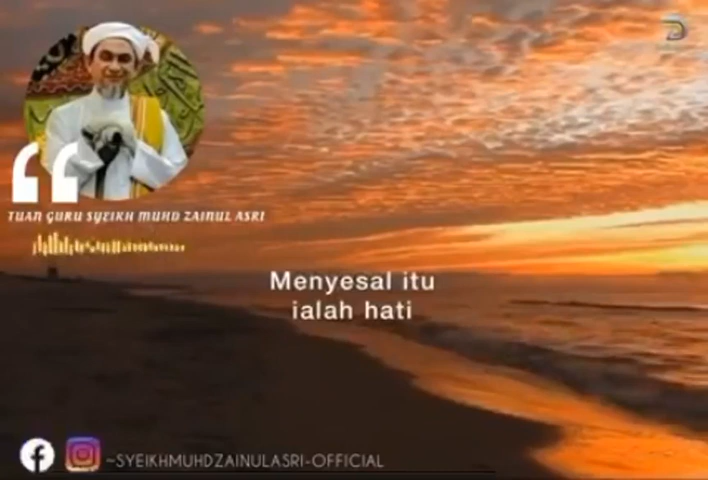 TUAN GURU SYEIKH MUHD ZAINUL ASRI
Menyesal itu
ialah hati
~SYEIKHMUHDZAINULASRI-OFFICIAL